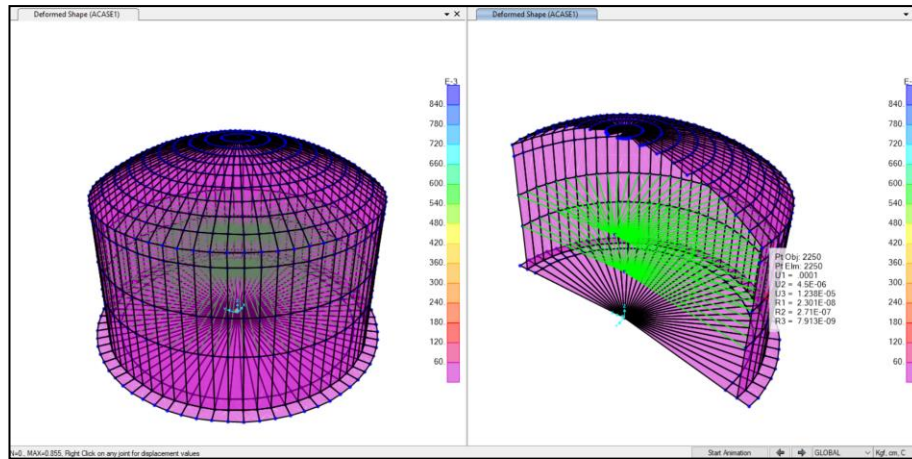 Deformed Shape (ACASE1)
E-3
840.
780.
720.
660.
600.
540.
480.
420.
360.
300.
240.
180.
120.
60.
Deformed Shape (ACASE1)
E-
840.
780.
720.
660.
600.
540.
480.
420.
360.
300.
240.
180.
120.
60.
Pt Obj: 2250
Pt Elm: 2250
U1 = .0001
U2 = 4.5E-06
U3 = 1.238E-05
R1 = 2.301E-08
R2 = 2.71E-07
R3 = 7.913E-09
N=0., MAX=0.855, Right Click on any joint for displacement values
Start Animation
GLOBAL
Kgf, cm, C